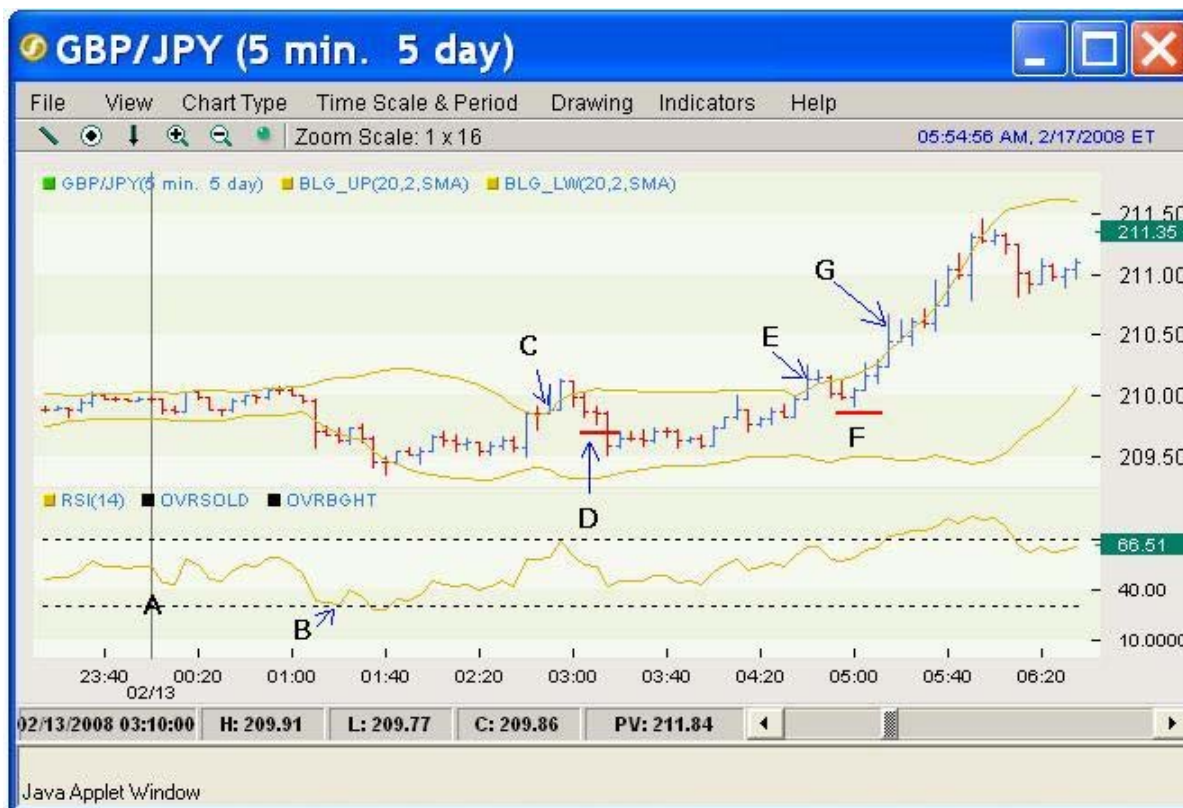 GBP/JPY (5 min. 5 day)
File View Chart Type Time Scale & Period Drawing Indicators Help
Zoom Scale: 1 x 16 05:54:56 AM, 2/17/2008 ET
GBP/JPY(5 min. 5 day) BLG_UP(20,2,SMA) BLG_LW(20,2,SMA)
211.50
211.35
G 211.00
C E 210.50
210.00
F
209.50
RSI(14) OVRSOLD OVRBGHT
D
66.51
A 40.00
B
10.0000
23:40 00:20 01:00 01:40 02:20 03:00 03:40 04:20 05:00 05:40 06:20
02/13
02/13/2008 03:10:00 H: 209.91 L: 209.77 C: 209.86 PV: 211.84
Java Applet Window